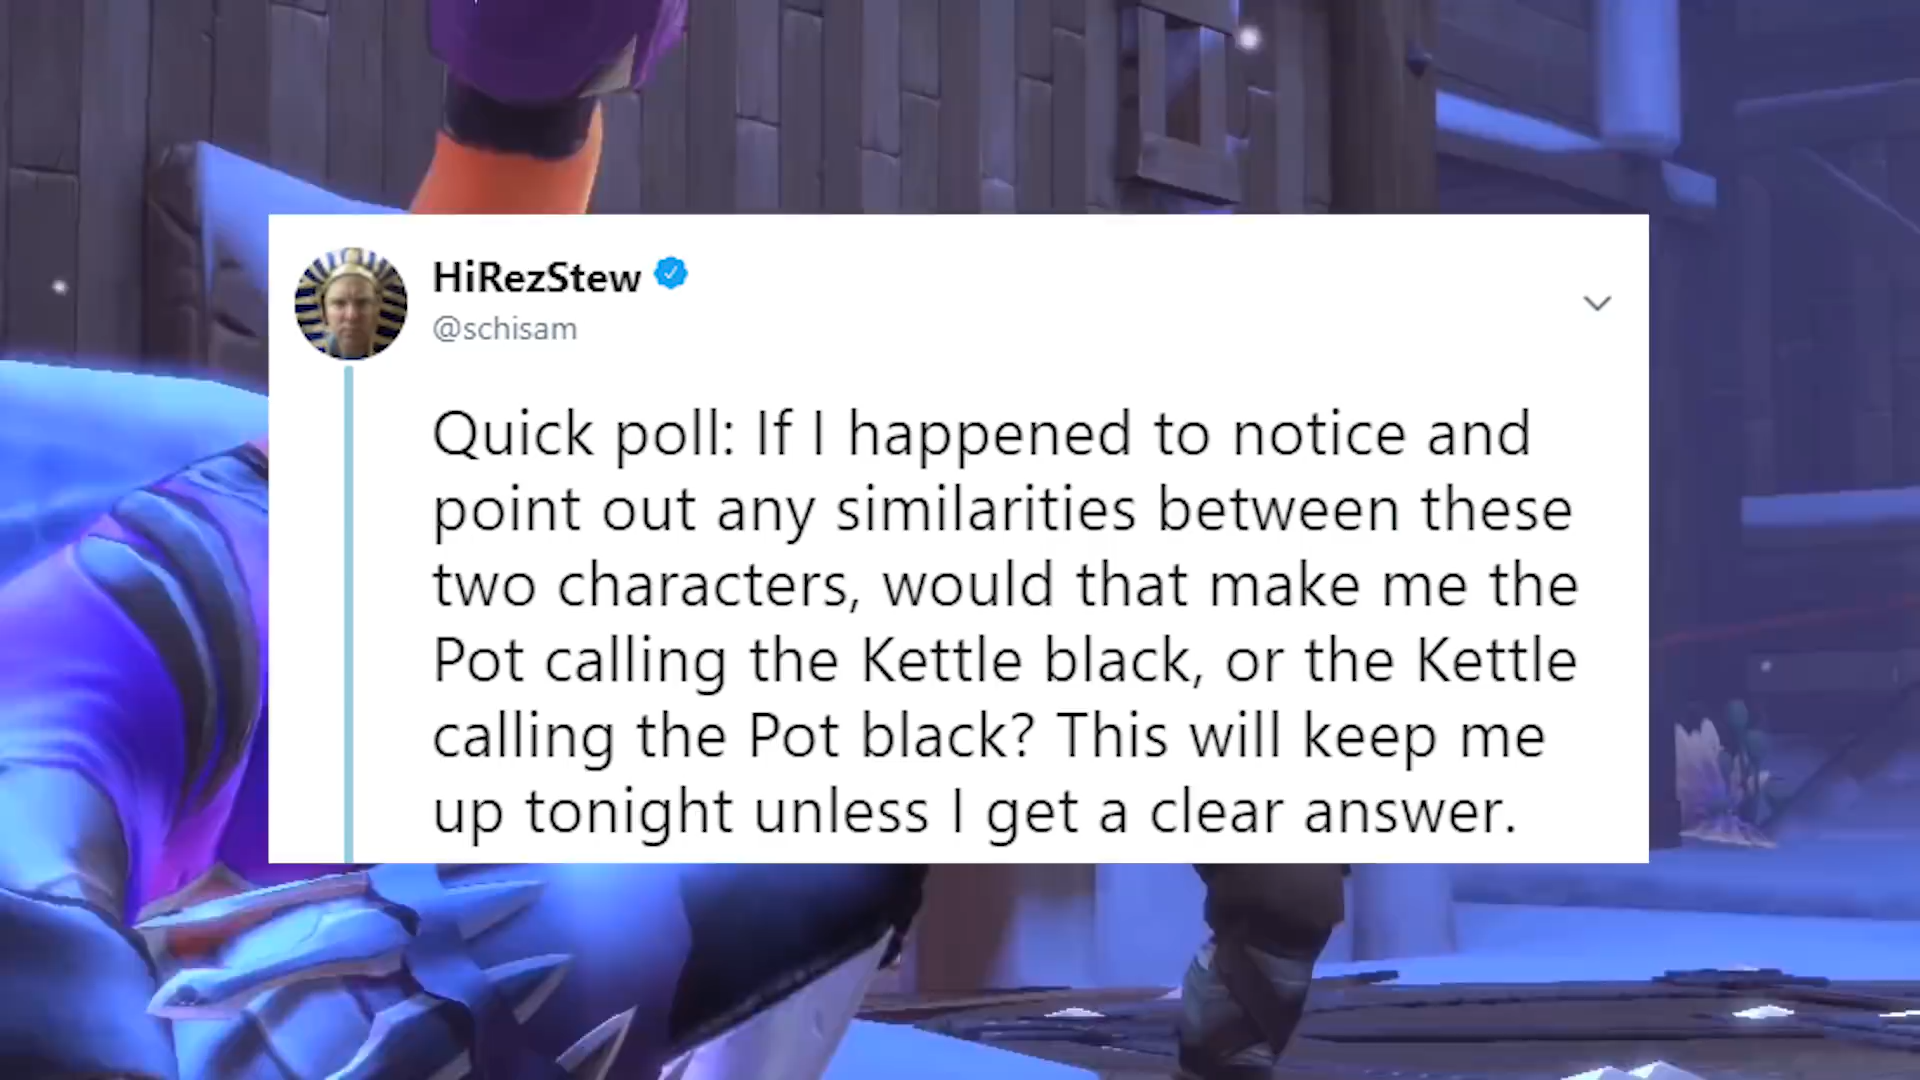 HiRezStew
@schisam
Quick poll: If I happened to notice and
point out any similarities between these
two characters, would that make me the
Pot calling the Kettle black, or the Kettle
calling the Pot black? This will keep me
up tonight unless I get a clear answer.